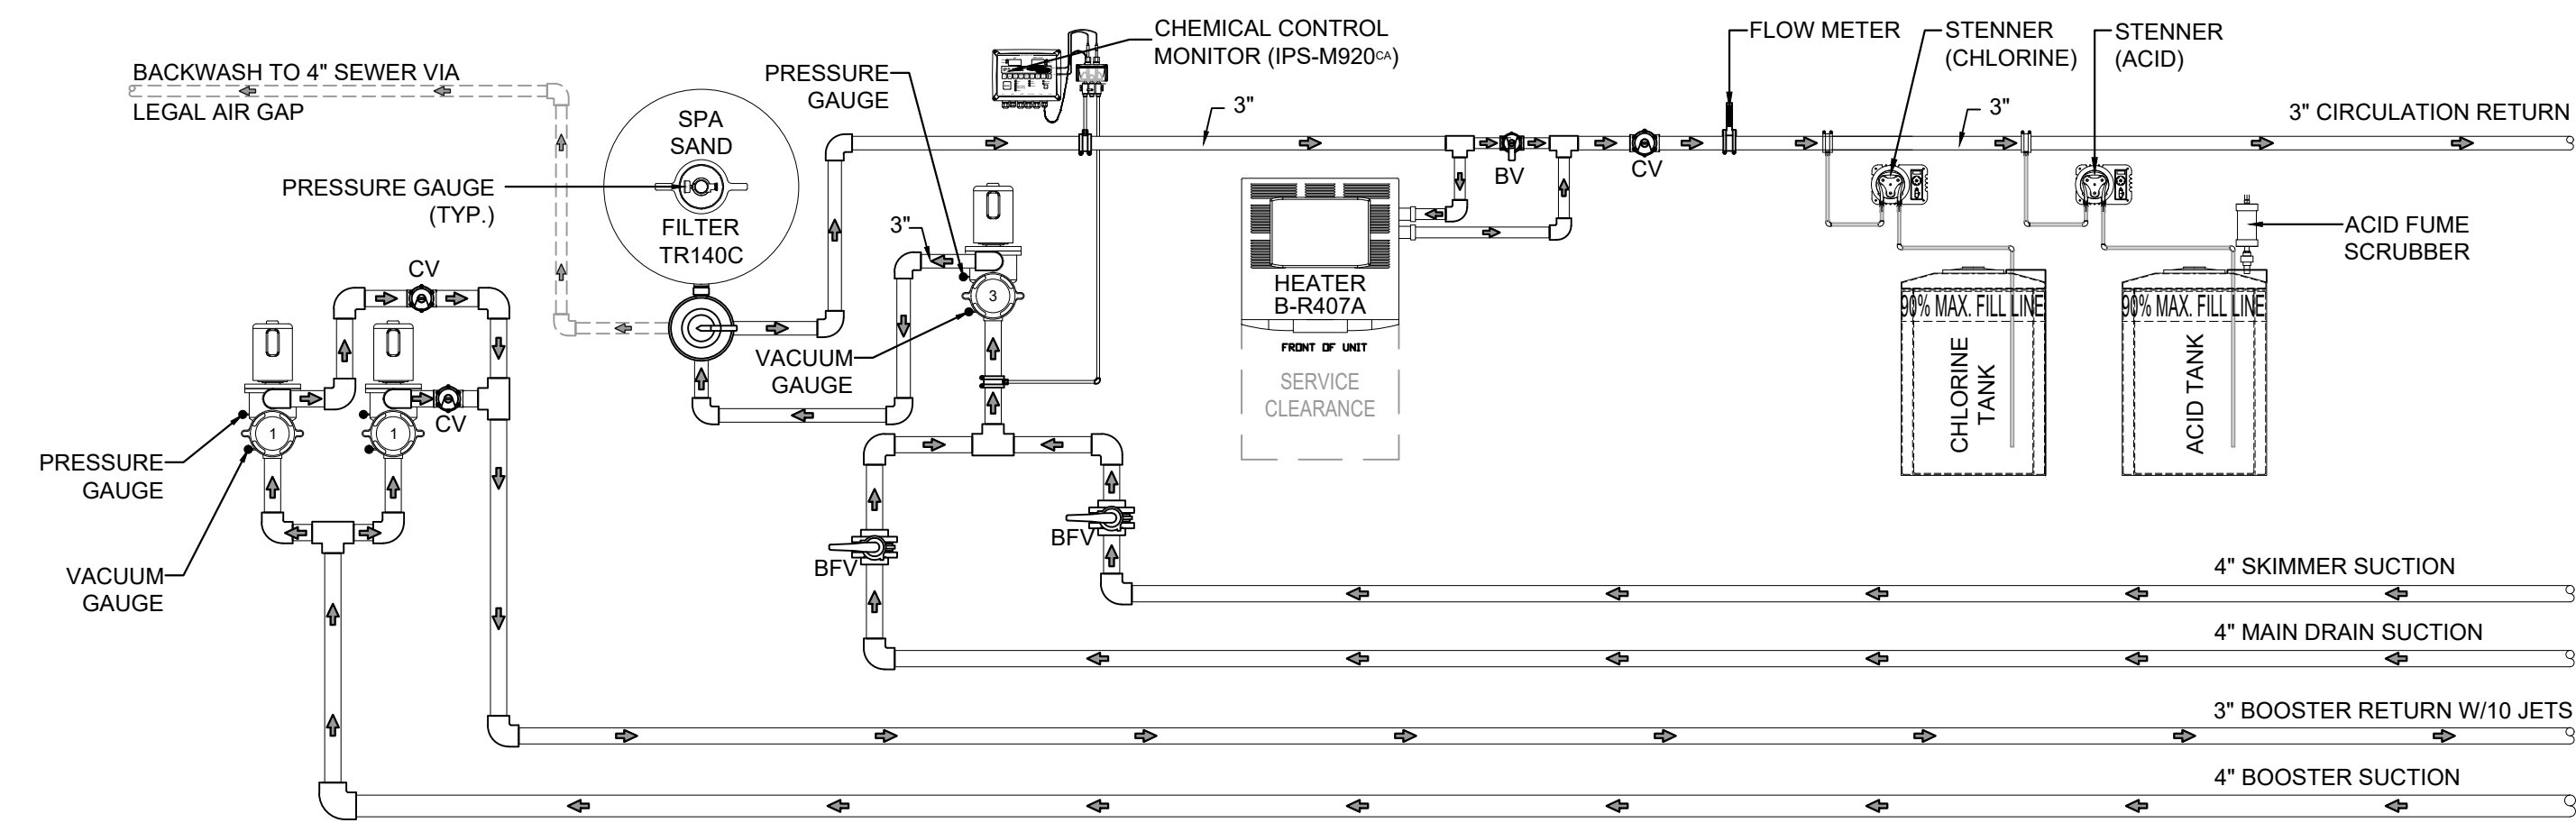 CHEMICAL CONTROL
MONITOR (IPS-M920CA)
FLOW METER
STENNER
(CHLORINE)
STENNER
(ACID)
BACKWASH TO 4" SEWER VIA
LEGAL AIR GAP
PRESSURE
GAUGE
3"
3"
3" CIRCULATION RETURN
SPA
SAND
FILTER
TR140C
PRESSURE GAUGE
(TYP.)
BV
CV
3"
ACID FUME
SCRUBBER
CV
HEATER
B-R407A
3
90% MAX. FILL LINE
90% MAX. FILL LINE
FRONT OF UNIT
VACUUM
GAUGE
SERVICE
CLEARANCE
CHLORINE
TANK
ACID TANK
CV
1
1
PRESSURE
GAUGE
VACUUM
GAUGE
BFV
BFV
4" SKIMMER SUCTION
4" MAIN DRAIN SUCTION
3" BOOSTER RETURN W/10 JETS
4" BOOSTER SUCTION